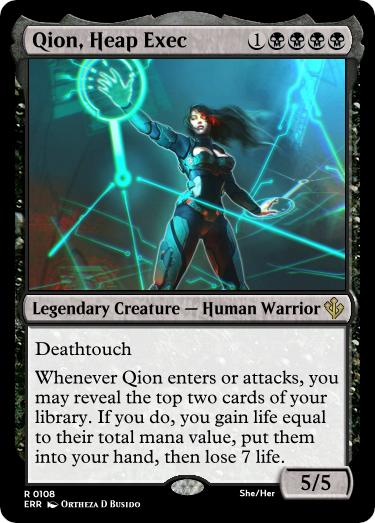 Qion, Heap Exec 1
Legendary Creature — Human Warrior
Deathtouch
Whenever Qion enters or attacks, you
may reveal the top two cards of your
library. If you do, you gain life equal
to their total mana value, put them
into your hand, then lose 7 life.
5/5
R 0108
She/Her
ERR Ortheza D Busido